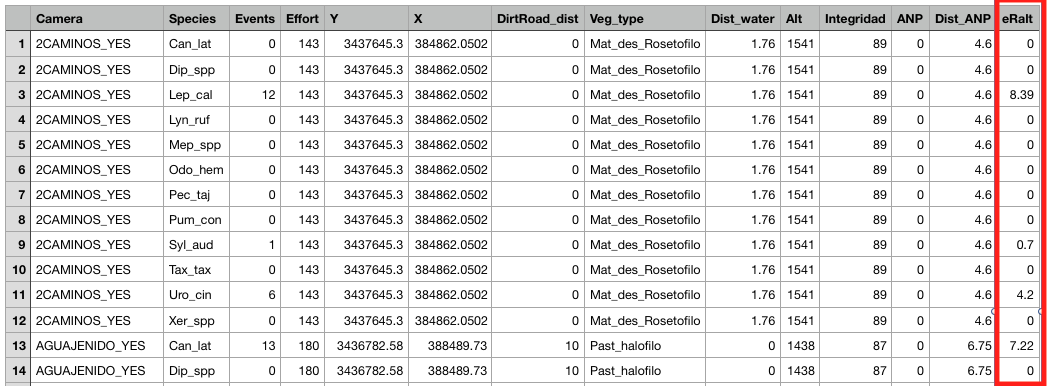 Camera Species Events Effort Y X DirtRoad_dist Veg_type Dist_water Alt Integridad ANP Dist_ANP eRalt
1 2CAMINOS_YES Can_lat 0 143 3437645.3 384862.0502 0 Mat_des_Rosetofilo 1.76 1541 89 0 4.6 0
2 2CAMINOS_YES Dip_spp 0 143 3437645.3 384862.0502 0 Mat_des_Rosetofilo 1.76 1541 89 0 4.6 0
3 2CAMINOS_YES Lep_cal 12 143 3437645.3 384862.0502 0 Mat_des_Rosetofilo 1.76 1541 89 0 4.6 8.39
4 2CAMINOS_YES Lyn_ruf 0 143 3437645.3 384862.0502 0 Mat_des_Rosetofilo 1.76 1541 89 0 4.6 0
5 2CAMINOS_YES Mep_spp 0 143 3437645.3 384862.0502 0 Mat_des_Rosetofilo 1.76 1541 89 0 4.6 0
6 2CAMINOS_YES Odo_hem 0 143 3437645.3 384862.0502 0 Mat_des_Rosetofilo 1.76 1541 89 0 4.6 0
7 2CAMINOS_YES Pec_taj 0 143 3437645.3 384862.0502 0 Mat_des_Rosetofilo 1.76 1541 89 0 4.6 0
8 2CAMINOS_YES Pum_con 0 143 3437645.3 384862.0502 0 Mat_des_Rosetofilo 1.76 1541 89 0 4.6 0
9 2CAMINOS_YES Syl_aud 1 143 3437645.3 384862.0502 0 Mat_des_Rosetofilo 1.76 1541 89 0 4.6 0.7
10 2CAMINOS_YES Tax_tax 0 143 3437645.3 384862.0502 0 Mat_des_Rosetofilo 1.76 1541 89 0 4.6 0
11 2CAMINOS_YES Uro_cin 6 143 3437645.3 384862.0502 0 Mat_des_Rosetofilo 1.76 1541 89 0 4.6 4.2
12 2CAMINOS_YES Xer_spp 0 143 3437645.3 384862.0502 0 Mat_des_Rosetofilo 1.76 1541 89 0 4.6 0
13 AGUAJENIDO_YES Can_lat 13 180 3436782.58 388489.73 10 Past_halofilo 0 1438 87 0 6.75 7.22
14 AGUAJENIDO_YES Dip_spp 0 180 3436782.58 388489.73 10 Past_halofilo 0 1438 87 0 6.75 0